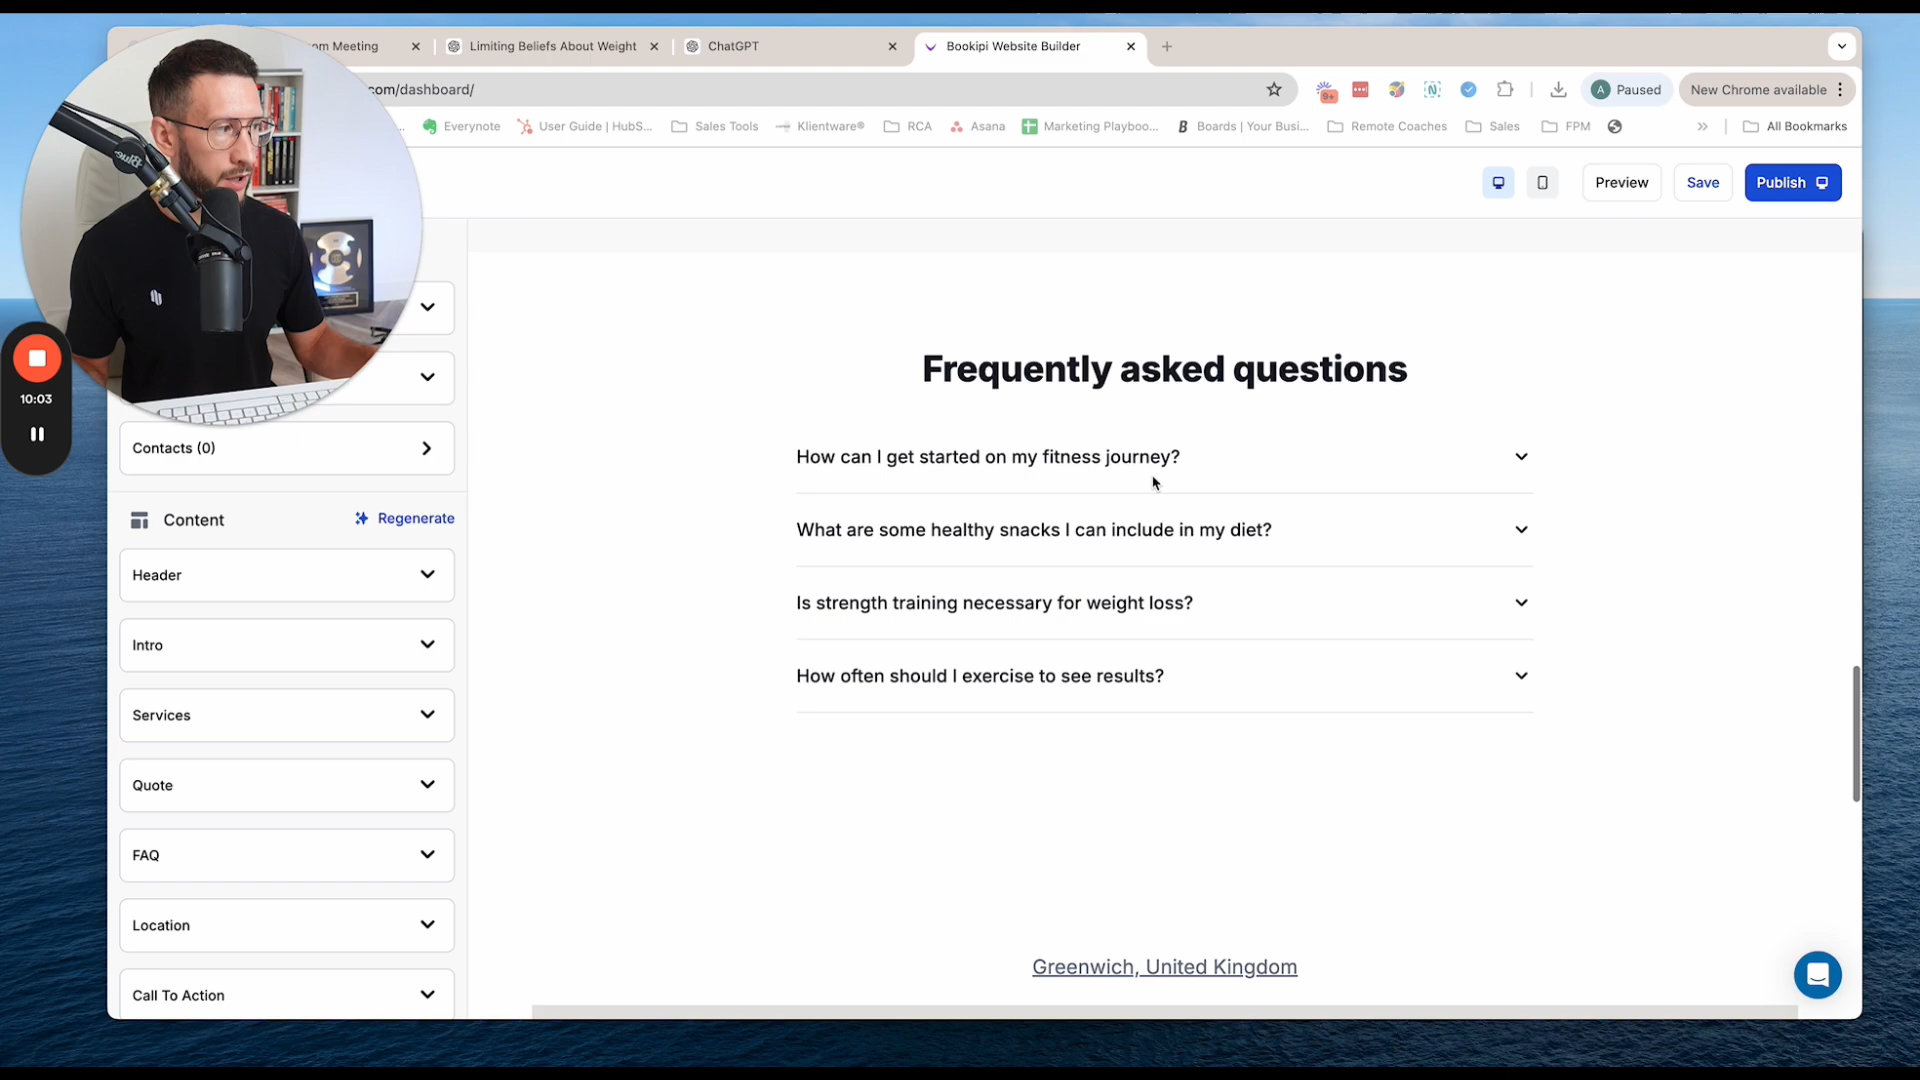 om Meeting
Limiting Beliefs About Weight
ChatGPT
Bookipi Website Builder
com/dashboard/
9+
A Paused
New Chrome available
Everynote
User Guide | HubS...
Sales Tools
Klientware®
RCA
Asana
Marketing Playboo...
B Boards | Your Busi...
Remote Coaches
Sales
FPM
All Bookmarks
Preview
Save
Publish
10:03
Contacts (0)
Content
Regenerate
Header
Intro
Services
Quote
FAQ
Location
Call To Action
Frequently asked questions
How can I get started on my fitness journey?
What are some healthy snacks I can include in my diet?
Is strength training necessary for weight loss?
How often should I exercise to see results?
Greenwich, United Kingdom